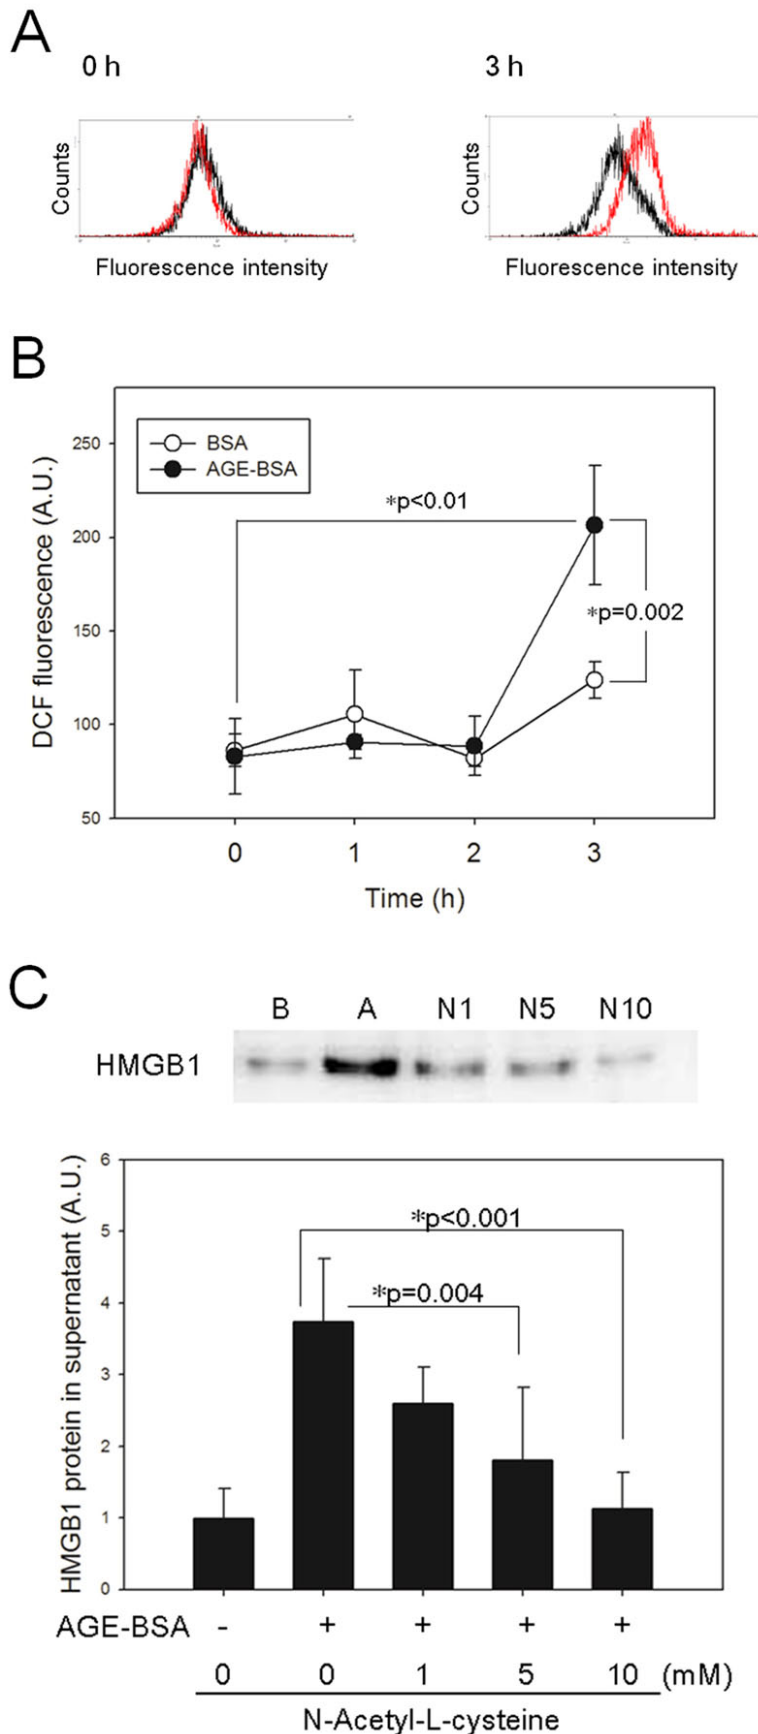 A
0 h
3 h
Counts
Counts
Fluorescence intensity
Fluorescence intensity
B
BSA
AGE-BSA
DCF fluorescence (A.U.)
250
200
150
100
50
*p<0.01
*p=0.002
0 1 2 3
Time (h)
C
B A N1 N5 N10
HMGB1
HMGB1 protein in supernatant (A.U.)
6
5
4
3
2
1
0
*p<0.001
*p=0.004
AGE-BSA - + + + +
0 0 1 5 10 (mM)
N-Acetyl-L-cysteine